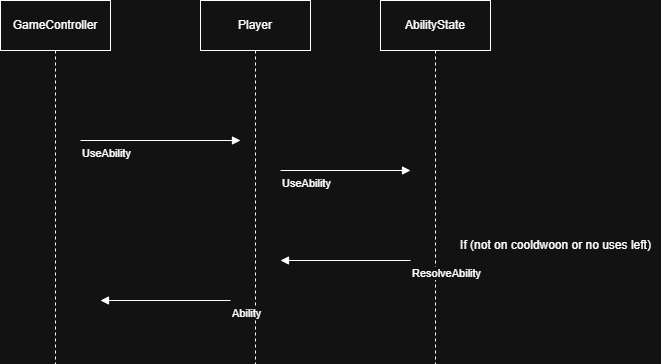 GameController
Player
AbilityState
UseAbility
UseAbility
If (not on cooldwoon or no uses left)
ResolveAbility
Ability